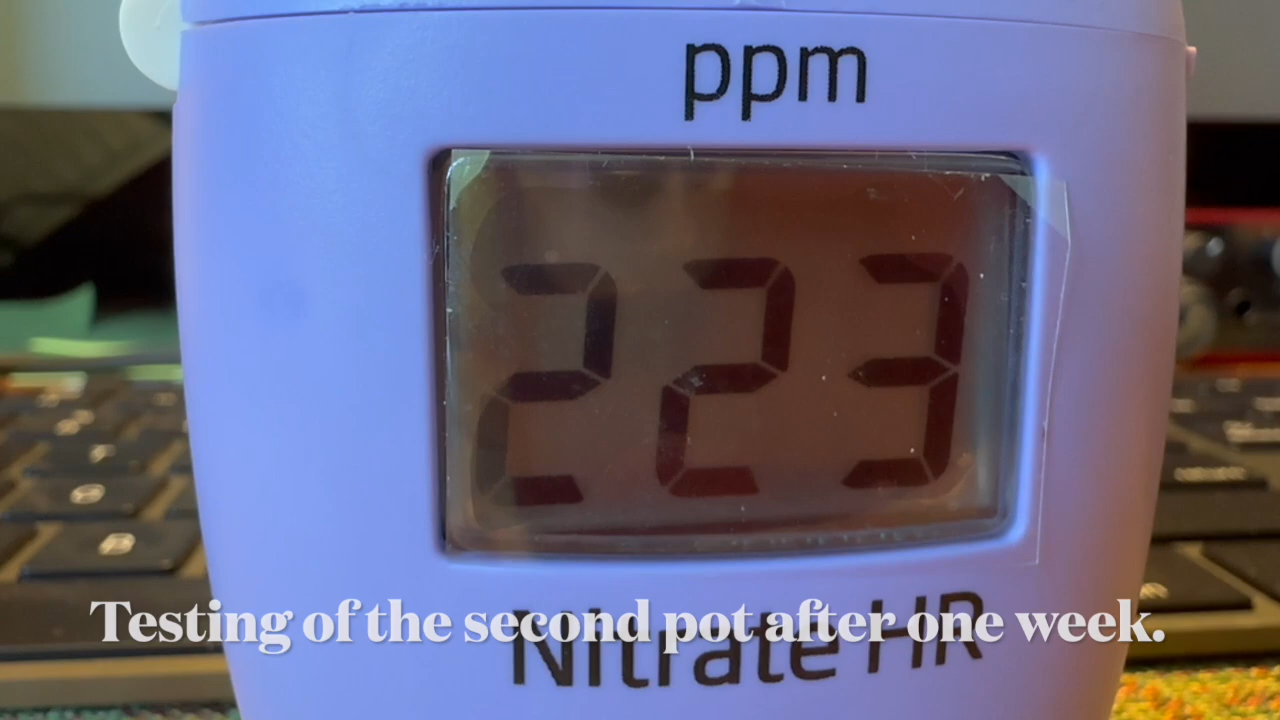 ppm
223
Testing of the second pot after one week.
Nitrate HR